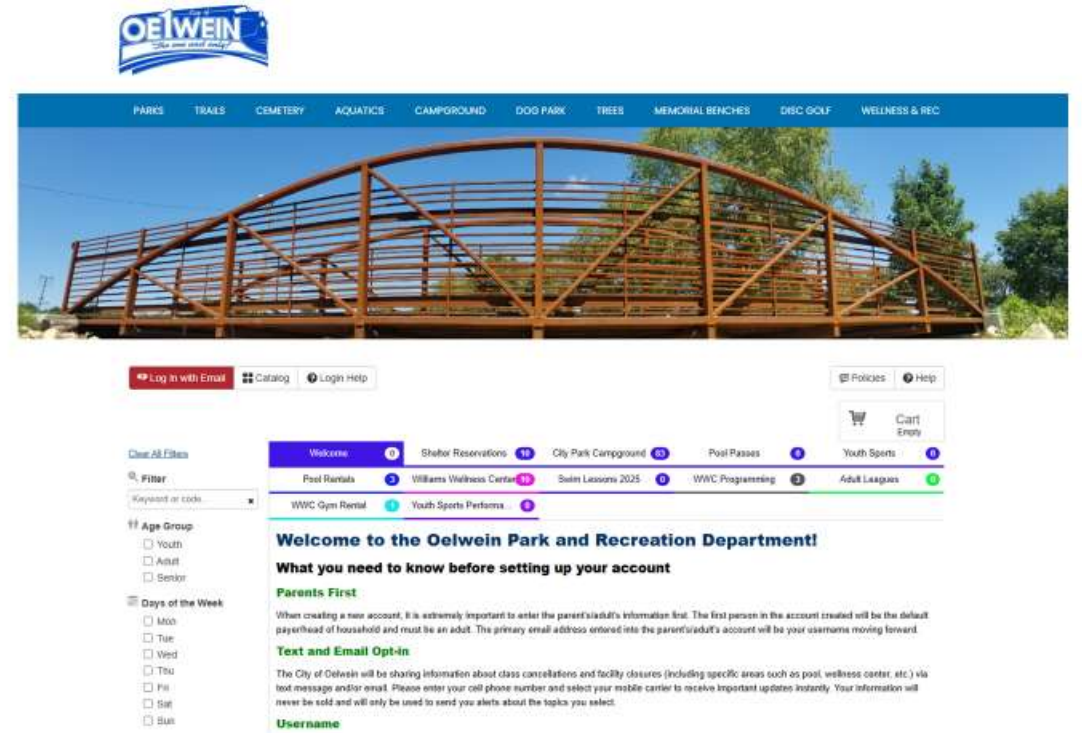 City of
OE1WEIN
The one and only!
PARKS TRAILS CEMETERY AQUATICS CAMPGROUND DOG PARK TREES MEMORIAL BENCHES DISC GOLF WELLNESS & REC
Log In with Email Catalog Login Help Policies Help
Cart
Empty
Clear All Filters
Welcome 0 Shelter Reservations 10 City Park Campground 83 Pool Passes 6 Youth Sports 0
Filter
Pool Rentals 3 Williams Wellness Center 10 Swim Lessons 2025 0 WWC Programming 3 Adult Leagues 0
Keyword or code...
WWC Gym Rental 1 Youth Sports Performa... 0
Age Group
Youth
Adult
Senior
Days of the Week
Mon
Tue
Wed
Thu
Fri
Sat
Sun
Welcome to the Oelwein Park and Recreation Department!
What you need to know before setting up your account
Parents First
When creating a new account, it is extremely important to enter the parent's/adult's information first. The first person in the account created will be the default
payer/head of household and must be an adult. The primary email address entered into the parent's/adult's account will be your username moving forward.
Text and Email Opt-in
The City of Oelwein will be sharing information about class cancellations and facility closures (including specific areas such as pool, wellness center, etc.) via
text message and/or email. Please enter your cell phone number and select your mobile carrier to receive important updates instantly. Your information will
never be sold and will only be used to send you alerts about the topics you select.
Username